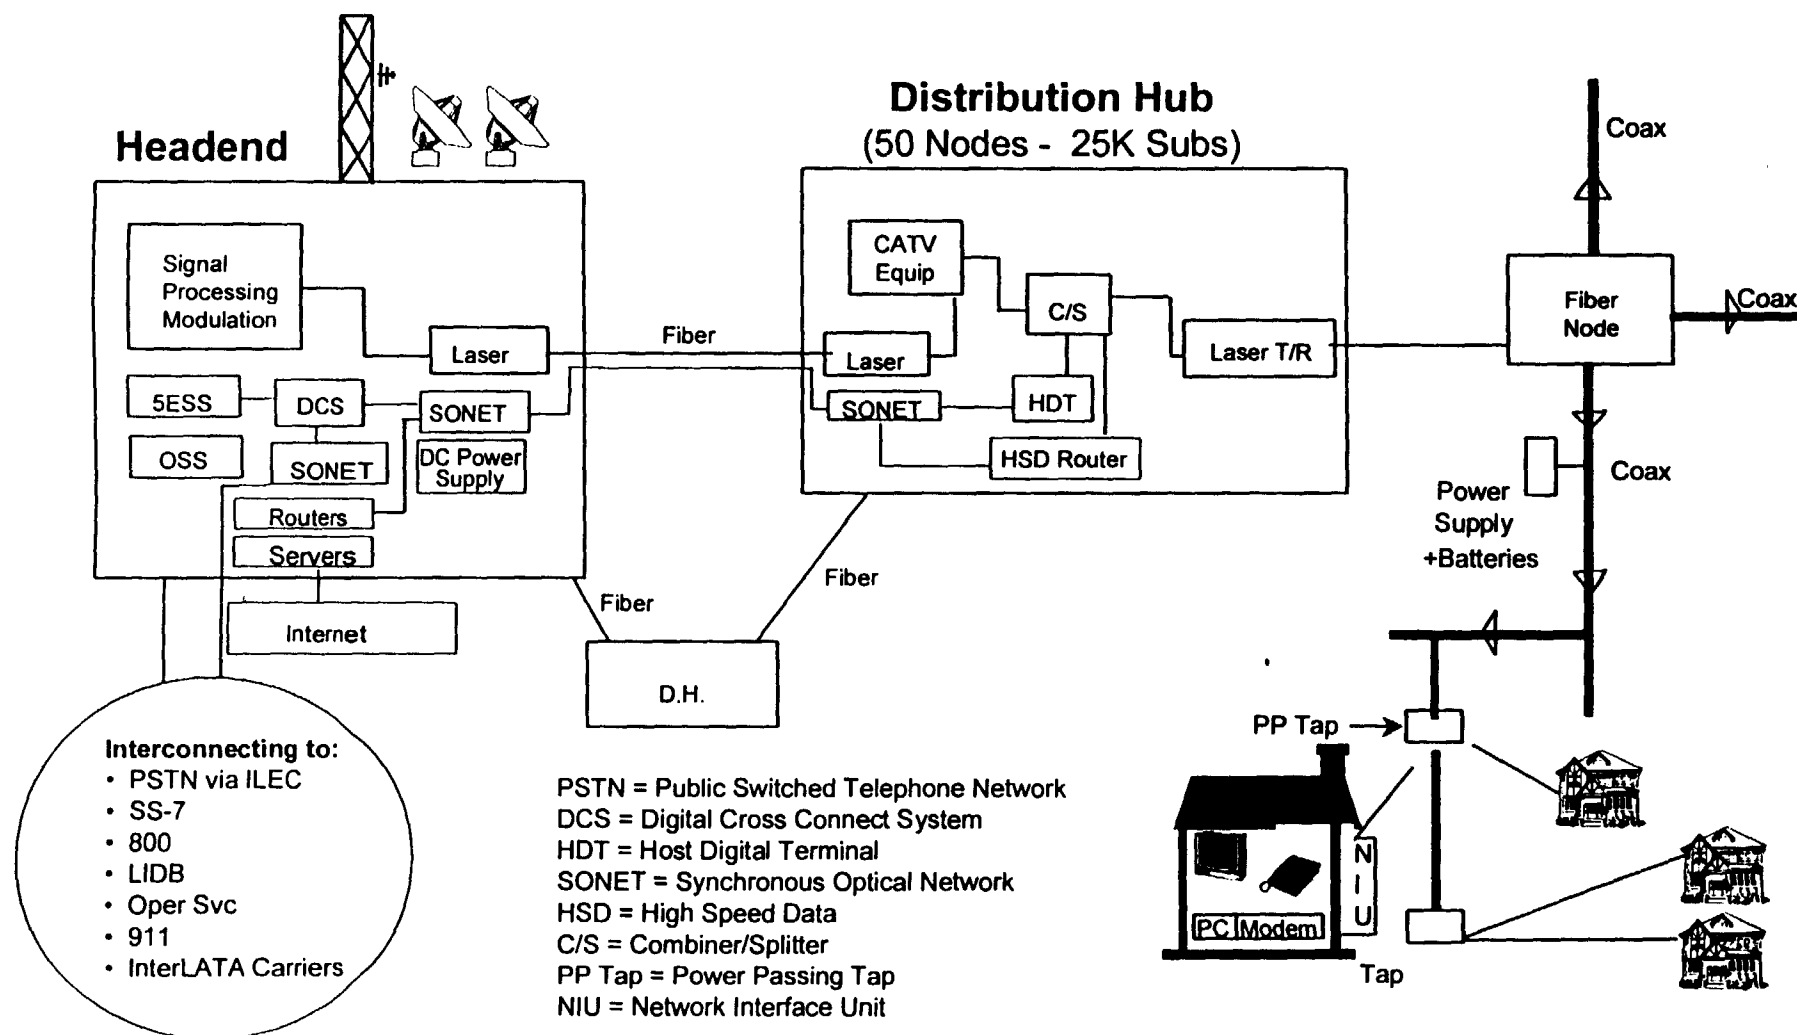 Headend
Distribution Hub
(50 Nodes - 25K Subs)
Coax
Signal
Processing
Modulation
CATV
Equip
C/S
Fiber
Node
Coax
Laser
Fiber
Laser
Laser T/R
5ESS
DCS
SONET
SONET
HDT
OSS
SONET
DC Power
Supply
HSD Router
Coax
Power
Supply
+Batteries
Routers
Servers
Internet
Fiber
Fiber
D.H.
PP Tap
Interconnecting to:
• PSTN via ILEC
• SS-7
• 800
• LIDB
• Oper Svc
• 911
• InterLATA Carriers
PSTN = Public Switched Telephone Network
DCS = Digital Cross Connect System
HDT = Host Digital Terminal
SONET = Synchronous Optical Network
HSD = High Speed Data
C/S = Combiner/Splitter
PP Tap = Power Passing Tap
NIU = Network Interface Unit
N
I
U
PC Modem
Tap